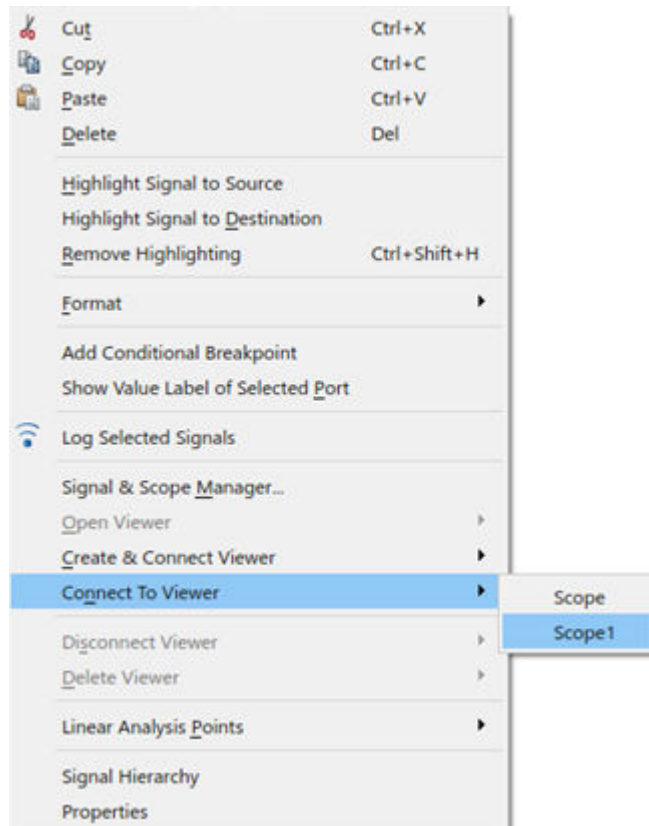 Cut Ctrl+X
Copy Ctrl+C
Paste Ctrl+V
Delete Del
Highlight Signal to Source
Highlight Signal to Destination
Remove Highlighting Ctrl+Shift+H
Format
Add Conditional Breakpoint
Show Value Label of Selected Port
Log Selected Signals
Signal & Scope Manager...
Open Viewer
Create & Connect Viewer
Connect To Viewer
Scope
Scope1
Disconnect Viewer
Delete Viewer
Linear Analysis Points
Signal Hierarchy
Properties